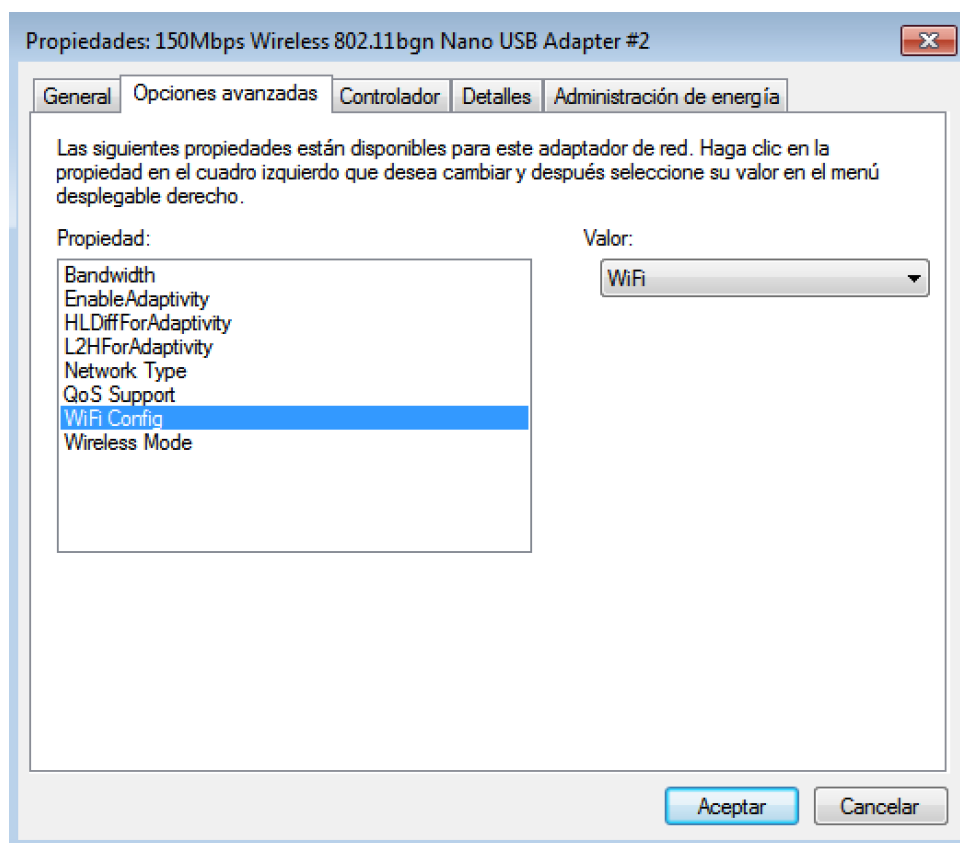 Propiedades: 150Mbps Wireless 802.11bgn Nano USB Adapter #2
General
Opciones avanzadas
Controlador
Detalles
Administración de energía
Las siguientes propiedades están disponibles para este adaptador de red. Haga clic en la
propiedad en el cuadro izquierdo que desea cambiar y después seleccione su valor en el menú
desplegable derecho.
Propiedad:
Valor:
Bandwidth
EnableAdaptivity
HLDiffForAdaptivity
L2HForAdaptivity
Network Type
QoS Support
WiFi Config
Wireless Mode
WiFi
Aceptar
Cancelar